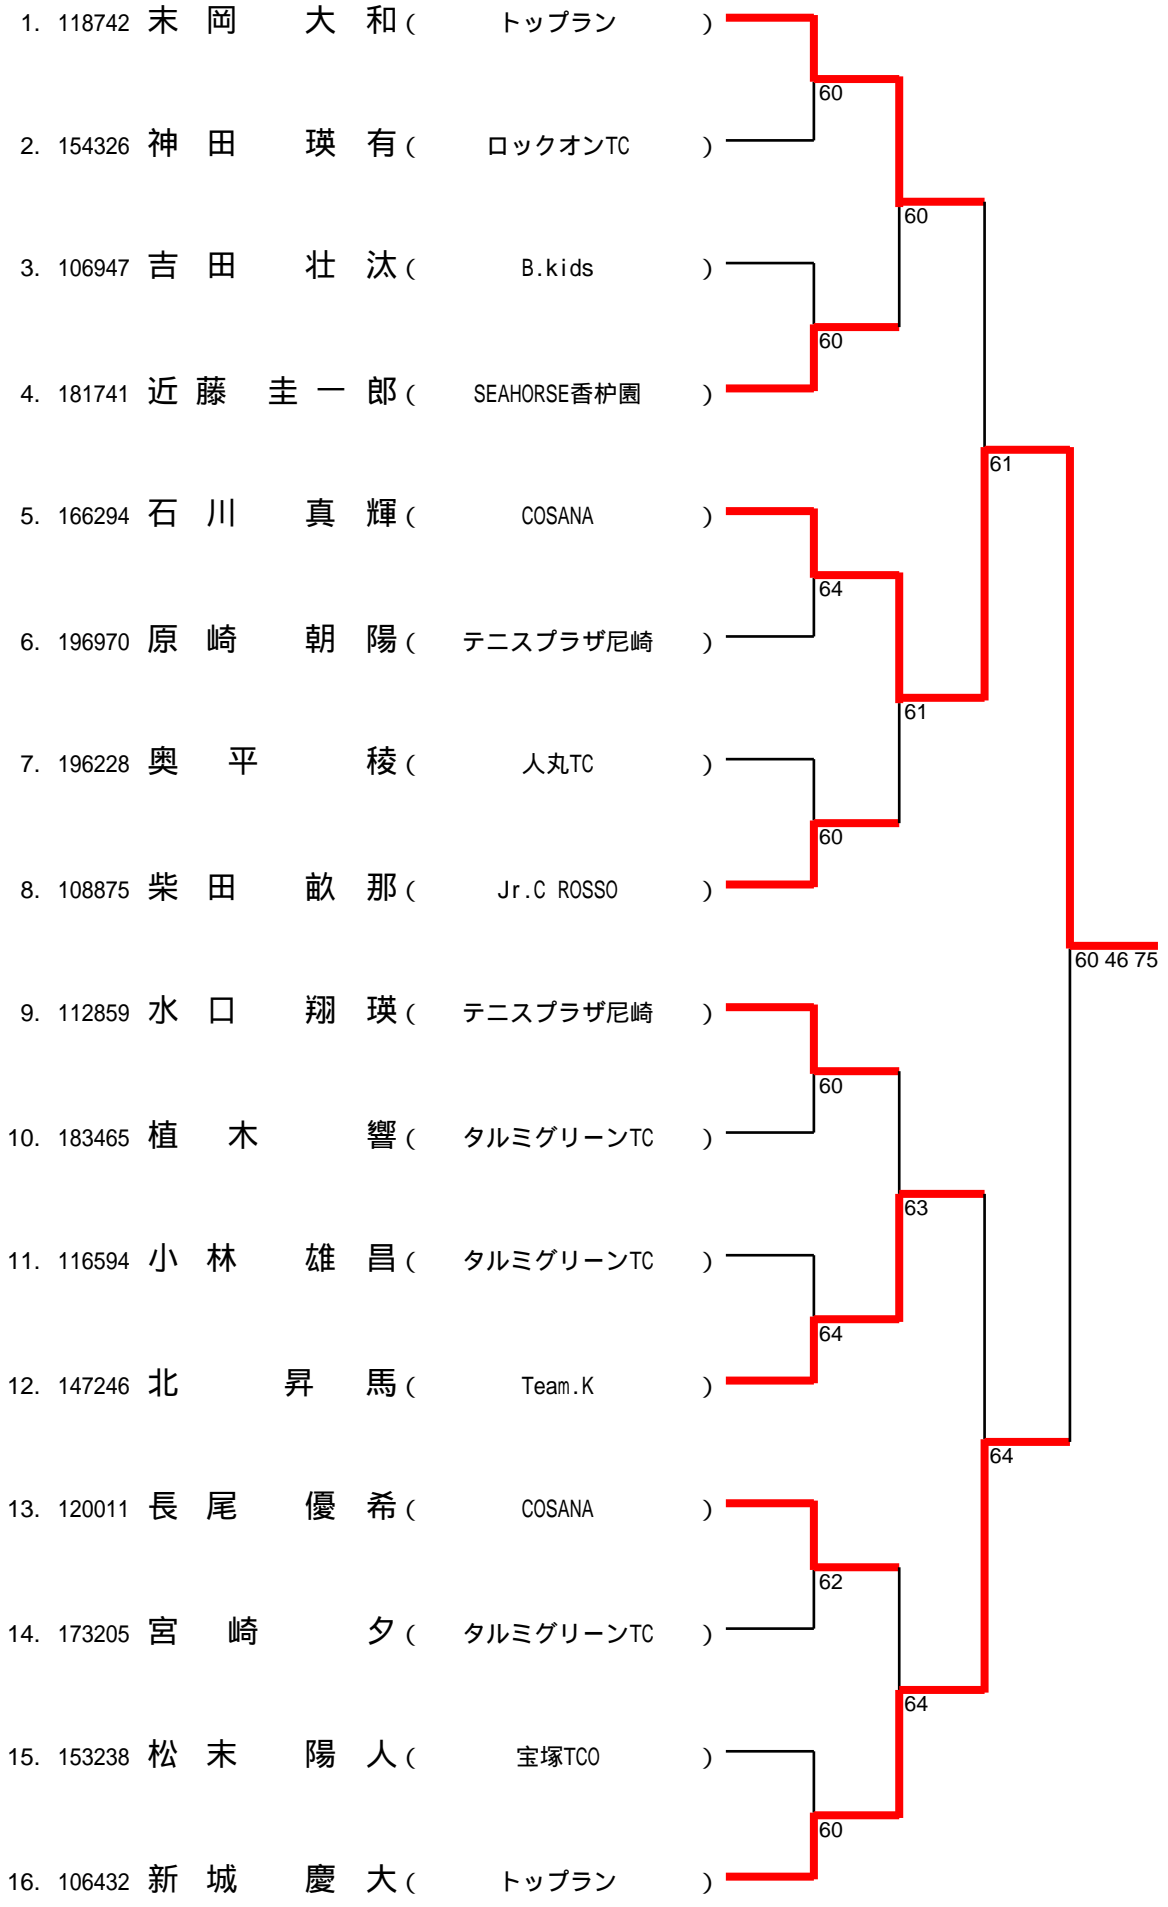 1. 118742 末岡 大和( トップラン )
60
2. 154326 神田 瑛有( ロックオンTC )
60
3. 106947 吉田 壮汰( B.kids )
60
4. 181741 近藤 圭一郎( SEAHORSE香枦園 )
61
5. 166294 石川 真輝( COSANA )
64
6. 196970 原崎 朝陽( テニスプラザ尼崎 )
61
7. 196228 奥平 稜( 人丸TC )
60
8. 108875 柴田 畝那( Jr.C ROSSO )
60 46 75
9. 112859 水口 翔瑛( テニスプラザ尼崎 )
60
10. 183465 植木 響( タルミグリーンTC )
63
11. 116594 小林 雄昌( タルミグリーンTC )
64
12. 147246 北 昇馬( Team.K )
64
13. 120011 長尾 優希( COSANA )
62
14. 173205 宮崎 夕( タルミグリーンTC )
64
15. 153238 松末 陽人( 宝塚TCO )
60
16. 106432 新城 慶大( トップラン )